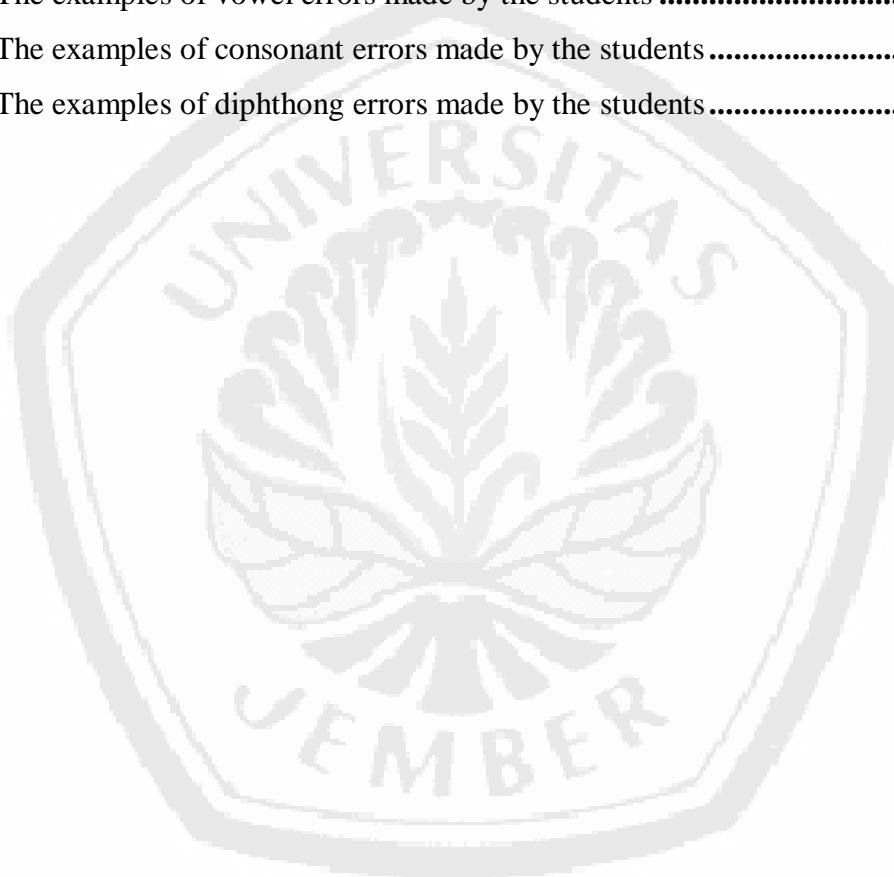 The examples of vowel errors made by the students ............................
The examples of consonant errors made by the students .......................
The examples of diphthong errors made by the students .......................
UNIVERSITAS
JEMBER